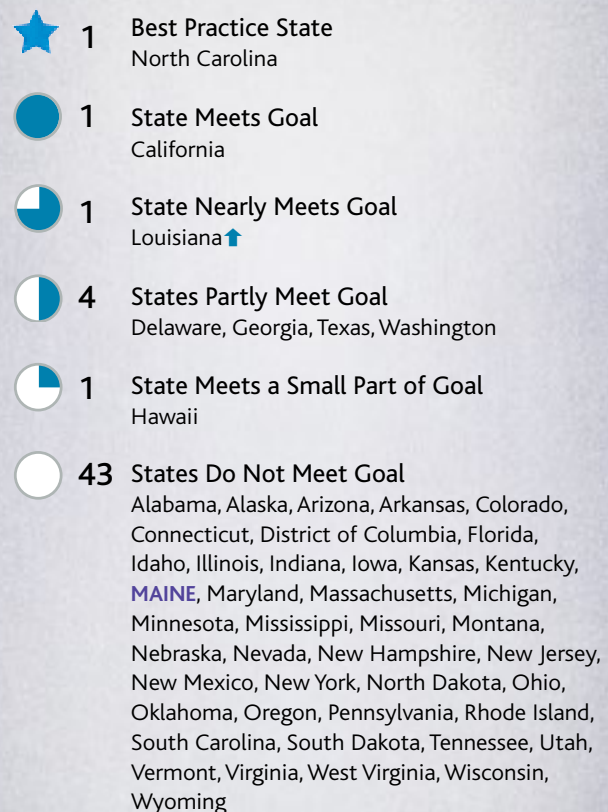 1 Best Practice State
North Carolina
1 State Meets Goal
California
1 State Nearly Meets Goal
Louisiana
4 States Partly Meet Goal
Delaware, Georgia, Texas, Washington
1 State Meets a Small Part of Goal
Hawaii
43 States Do Not Meet Goal
Alabama, Alaska, Arizona, Arkansas, Colorado,
Connecticut, District of Columbia, Florida,
Idaho, Illinois, Indiana, Iowa, Kansas, Kentucky,
MAINE, Maryland, Massachusetts, Michigan,
Minnesota, Mississippi, Missouri, Montana,
Nebraska, Nevada, New Hampshire, New Jersey,
New Mexico, New York, North Dakota, Ohio,
Oklahoma, Oregon, Pennsylvania, Rhode Island,
South Carolina, South Dakota, Tennessee, Utah,
Vermont, Virginia, West Virginia, Wisconsin,
Wyoming